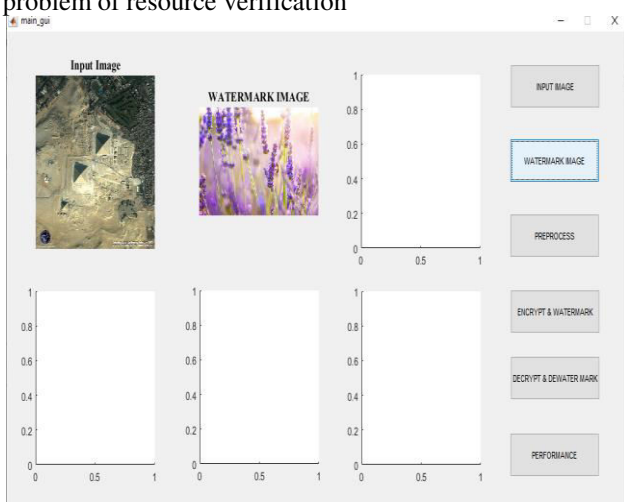 problem of resource verification
main_gui
Input Image
WATERMARK IMAGE
1
0.8
0.6
0.4
0.2
0
0 0.5 1
INPUT IMAGE
WATERMARK IMAGE
PREPROCESS
1
0.8
0.6
0.4
0.2
0
0 0.5 1
1
0.8
0.6
0.4
0.2
0
0 0.5 1
1
0.8
0.6
0.4
0.2
0
0 0.5 1
ENCRYPT & WATERMARK
DECRYPT & DEWATER MARK
PERFORMANCE